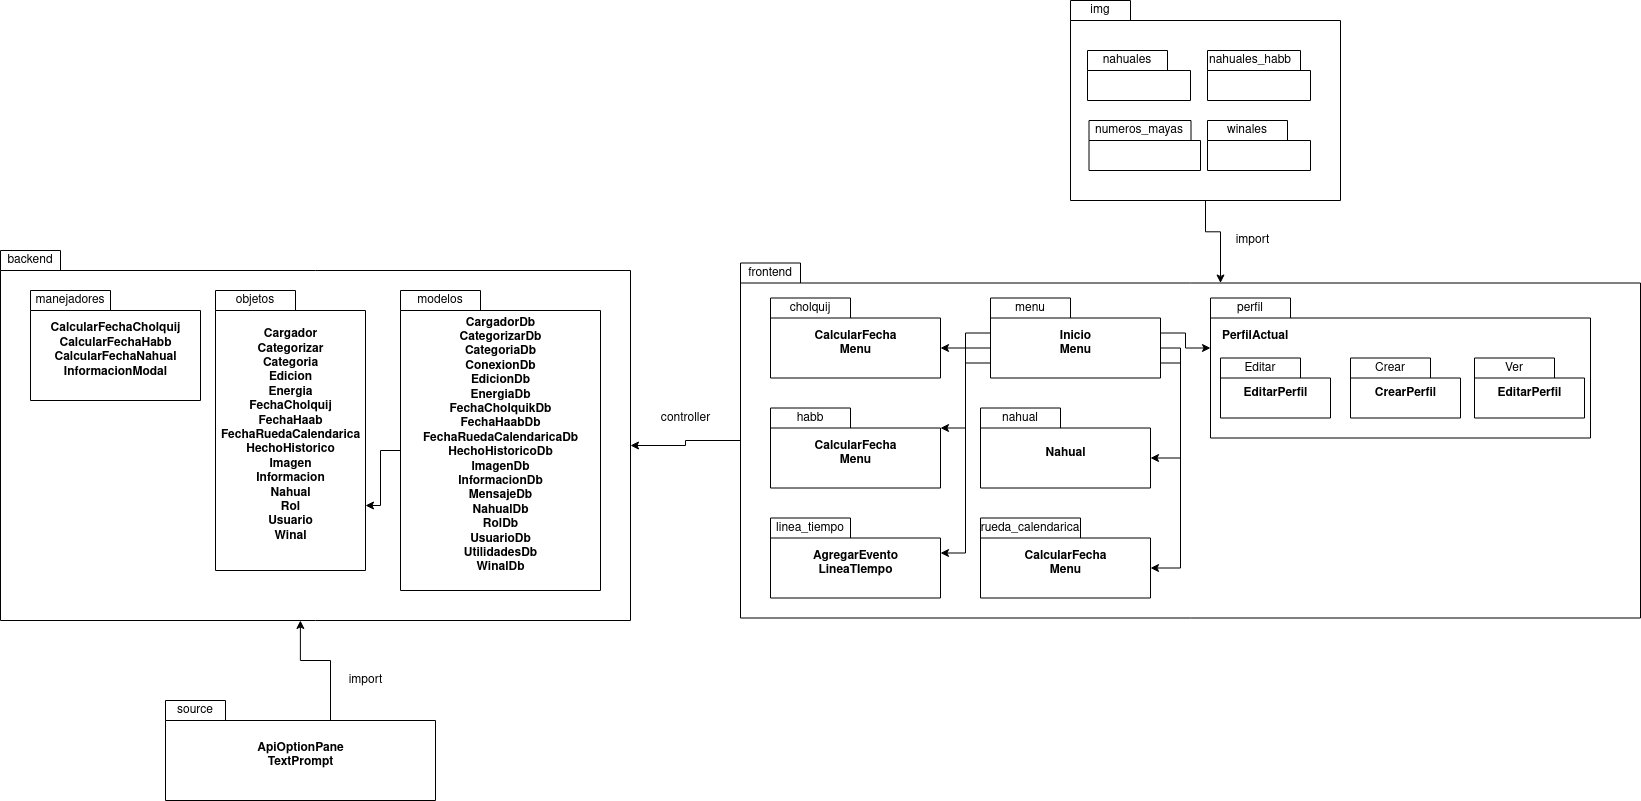 img
nahuales
nahuales_habb
numeros_mayas
winales
import
backend
manejadores
CalcularFechaCholquij
CalcularFechaHabb
CalcularFechaNahual
InformacionModal
objetos
Cargador
Categorizar
Categoria
Edicion
Energia
FechaCholquij
FechaHaab
FechaRuedaCalendarica
HechoHistorico
Imagen
Informacion
Nahual
Rol
Usuario
Winal
modelos
CargadorDb
CategorizarDb
CategoriaDb
ConexionDb
EdicionDb
EnergiaDb
FechaCholquikDb
FechaHaabDb
FechaRuedaCalendaricaDb
HechoHistoricoDb
ImagenDb
InformacionDb
MensajeDb
NahualDb
RolDb
UsuarioDb
UtilidadesDb
WinalDb
controller
frontend
cholquij
CalcularFecha
Menu
menu
Inicio
Menu
perfil
PerfilActual
Editar
EditarPerfil
Crear
CrearPerfil
Ver
EditarPerfil
habb
CalcularFecha
Menu
nahual
Nahual
linea_tiempo
AgregarEvento
LineaTIempo
rueda_calendarica
CalcularFecha
Menu
import
source
ApiOptionPane
TextPrompt